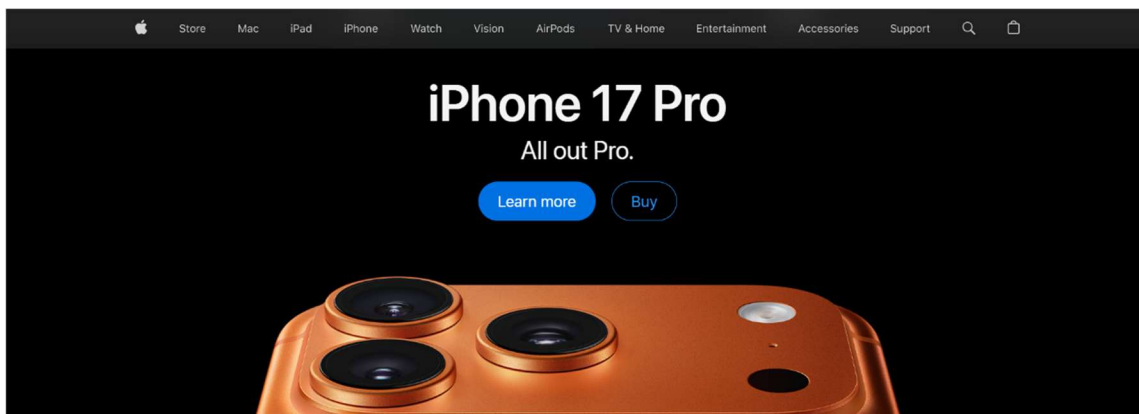 Store Mac iPad iPhone Watch Vision AirPods TV & Home Entertainment Accessories Support
iPhone 17 Pro
All out Pro.
Learn more Buy